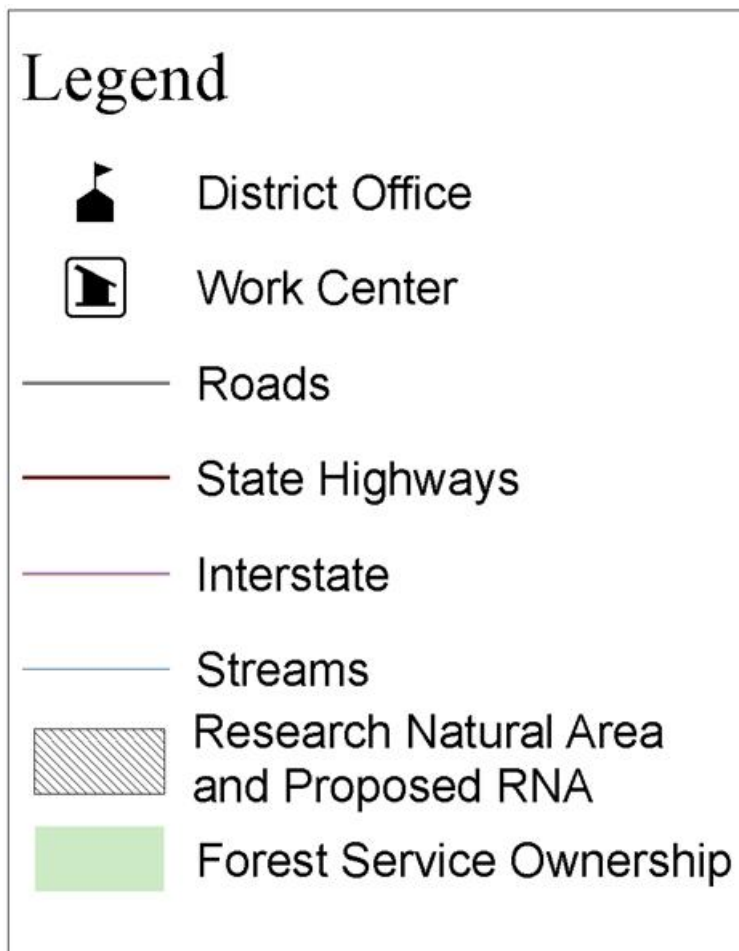 Legend
District Office
Work Center
Roads
State Highways
Interstate
Streams
Research Natural Area
and Proposed RNA
Forest Service Ownership